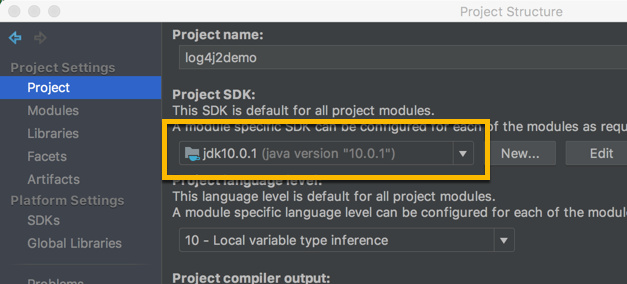 Project Structure
Project name:
log4j2demo
Project Settings
Project
Modules
Libraries
Facets
Artifacts
Platform Settings
SDKs
Global Libraries
Problems
Project SDK:
This SDK is default for all project modules.
A module specific SDK can be configured for each of the modules as requ
jdk10.0.1 (java version "10.0.1")
New...
Edit
Project language level:
This language level is default for all project modules.
A module specific language level can be configured for each of the modul
10 - Local variable type inference
Project compiler output: